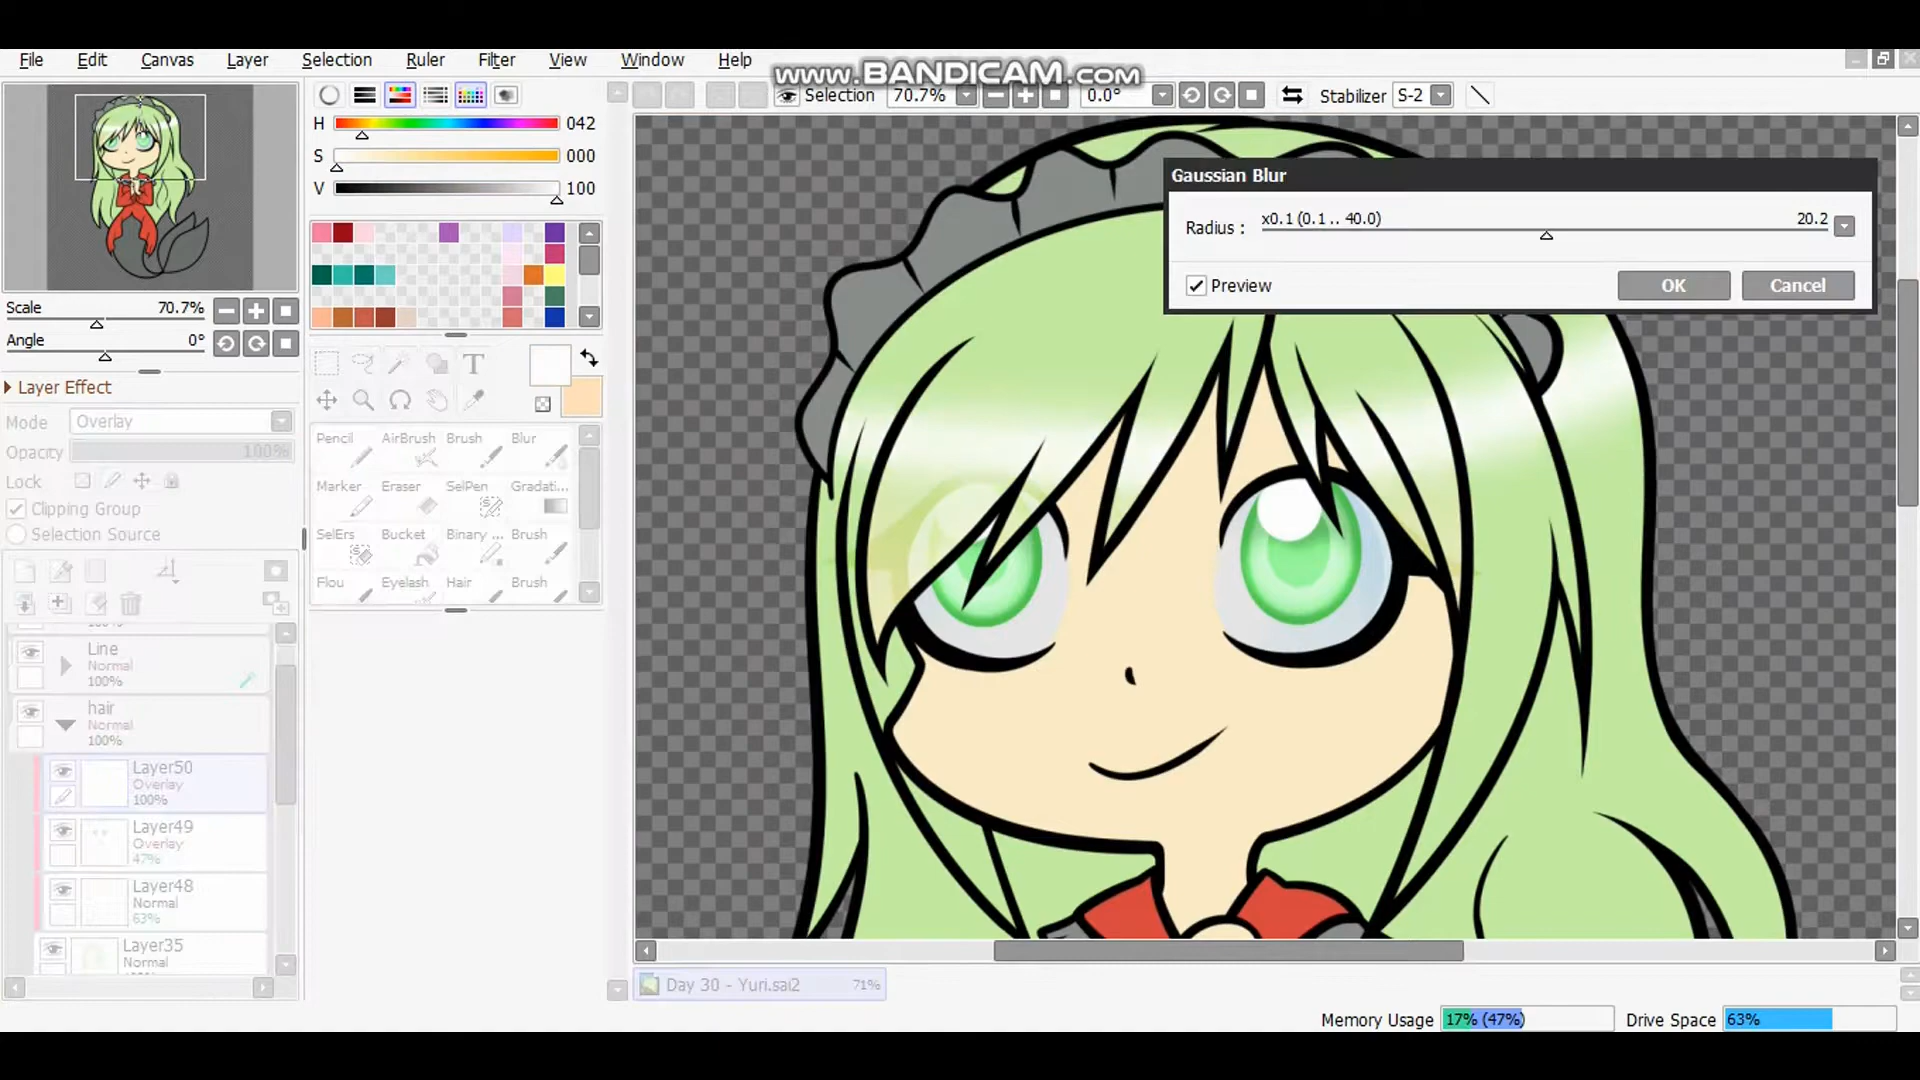 File Edit Canvas Layer Selection Ruler Filter View Window Help
www.BANDICAM.com
Selection 70.7% 0.0° Stabilizer S-2
H 042
S 000
V 100
Gaussian Blur
Radius : x0.1 (0.1 .. 40.0) 20.2
Preview OK Cancel
Scale 70.7%
Angle 0°
Layer Effect
Mode Overlay
Opacity 100%
Lock
Clipping Group
Selection Source
T
Pencil AirBrush Brush Blur
Marker Eraser SelPen Gradati...
SelErs Bucket Binary ... Brush
Flou Eyelash Hair Brush
100%
Line
Normal
100%
hair
Normal
100%
Layer50
Overlay
100%
Layer49
Overlay
47%
Layer48
Normal
63%
Layer35
Normal
Day 30 - Yuri.sai2 71%
Memory Usage 17% (47%) Drive Space 63%